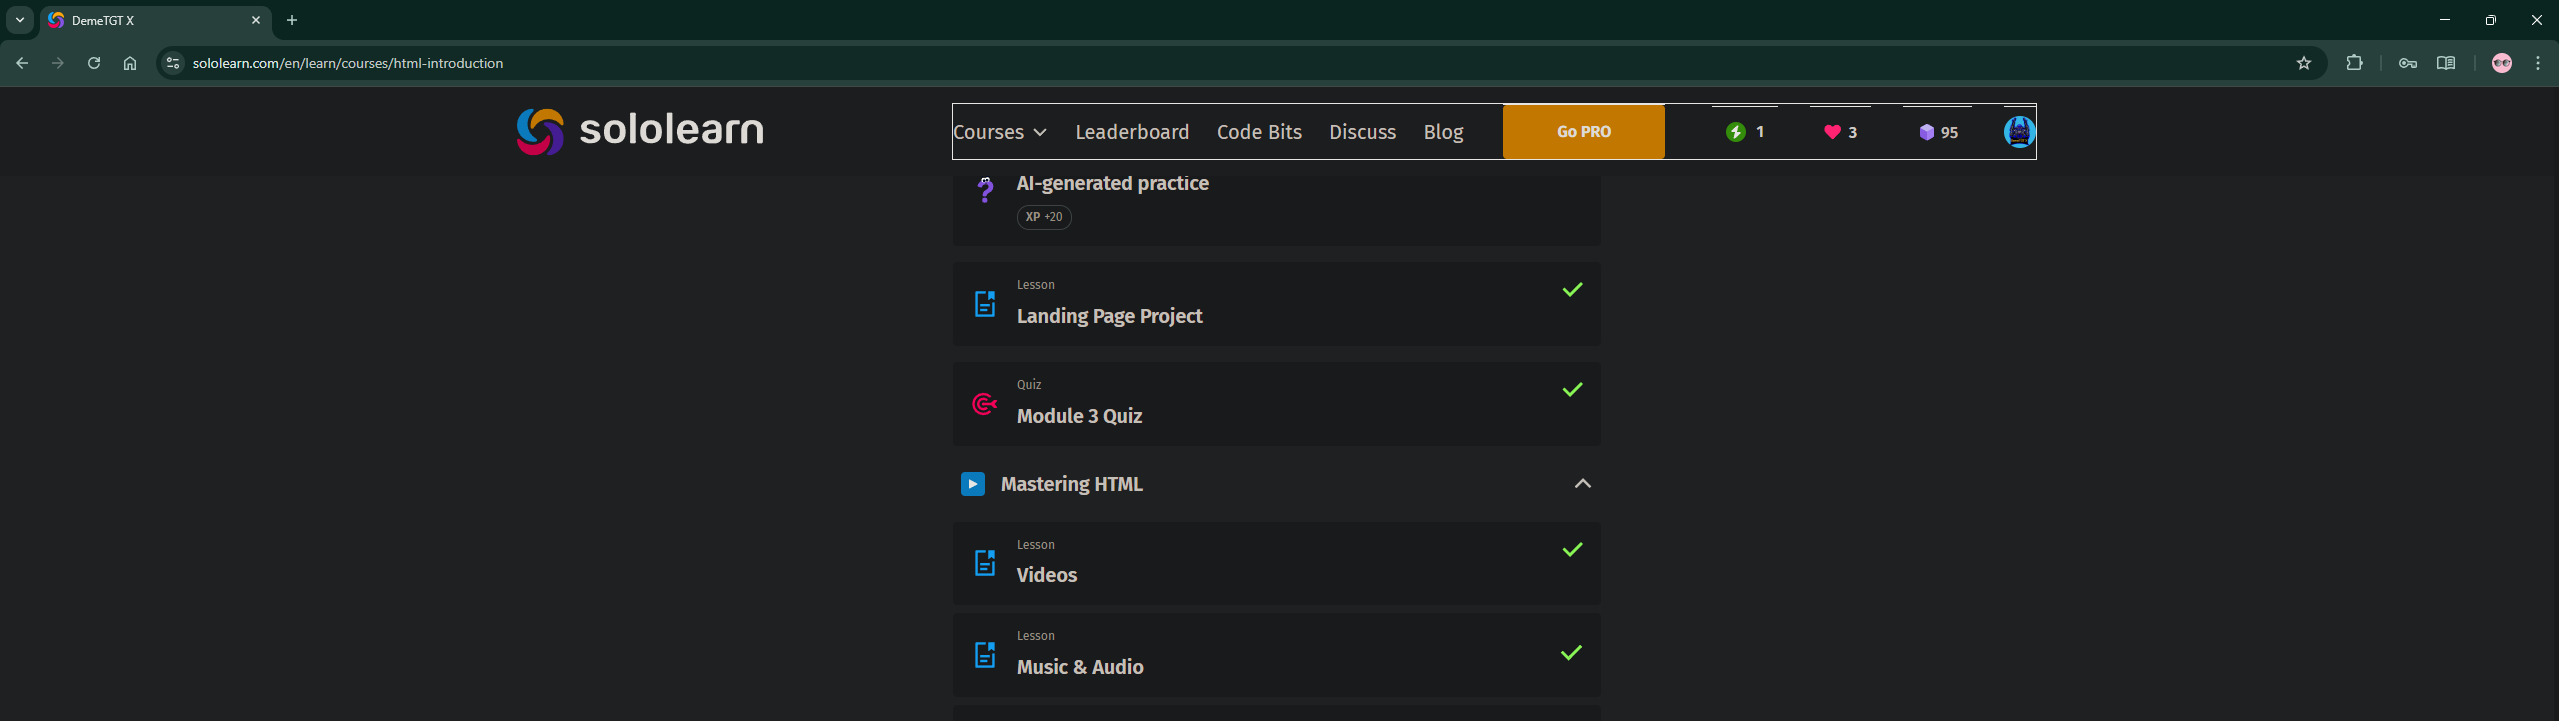 DemeTGT X
sololearn.com/en/learn/courses/html-introduction
sololearn
Courses Leaderboard Code Bits Discuss Blog Go PRO 1 3 95
AI-generated practice
XP +20
Lesson
Landing Page Project
Quiz
Module 3 Quiz
Mastering HTML
Lesson
Videos
Lesson
Music & Audio